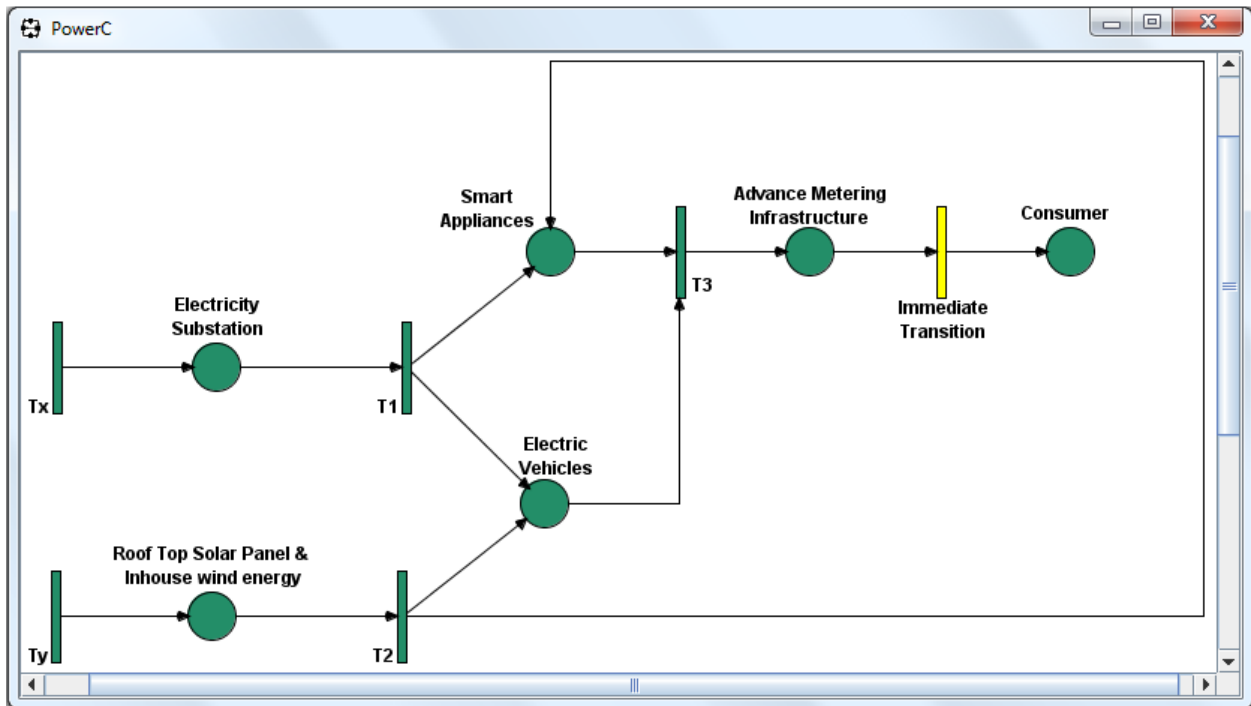 PowerC
Smart
Appliances
Advance Metering
Infrastructure
Consumer
T3
Immediate
Transition
Electricity
Substation
Tx
T1
Electric
Vehicles
Roof Top Solar Panel &
Inhouse wind energy
Ty
T2